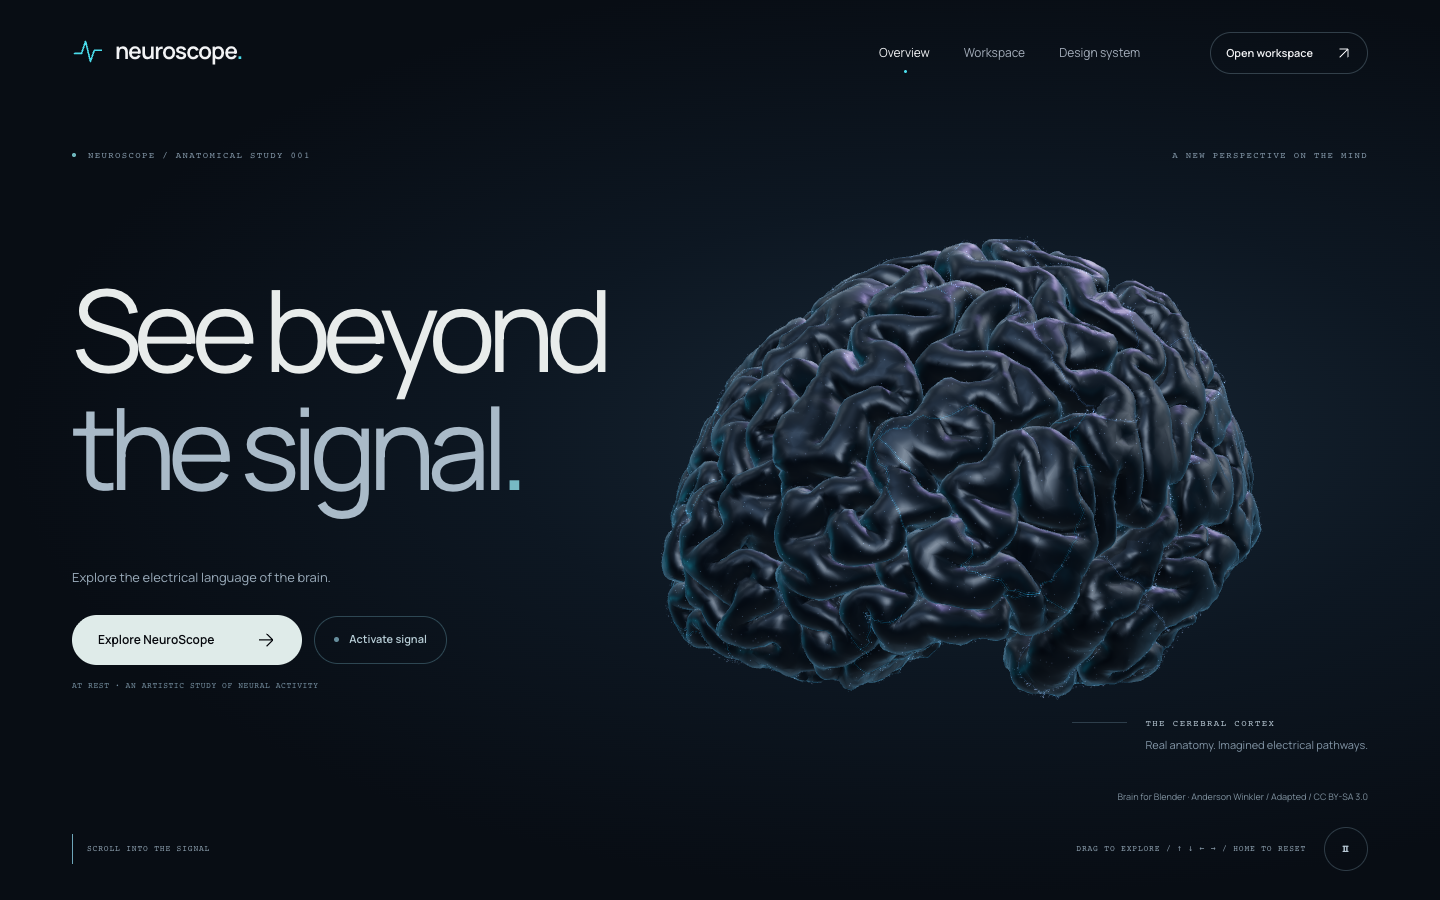 neuroscope.
Overview
Workspace
Design system
Open workspace
NEUROSCOPE / ANATOMICAL STUDY 001
A NEW PERSPECTIVE ON THE MIND
See beyond
the signal.
Explore the electrical language of the brain.
Explore NeuroScope
Activate signal
AT REST · AN ARTISTIC STUDY OF NEURAL ACTIVITY
THE CEREBRAL CORTEX
Real anatomy. Imagined electrical pathways.
Brain for Blender · Anderson Winkler / Adapted / CC BY-SA 3.0
SCROLL INTO THE SIGNAL
DRAG TO EXPLORE / ↑ ↓ ← → / HOME TO RESET